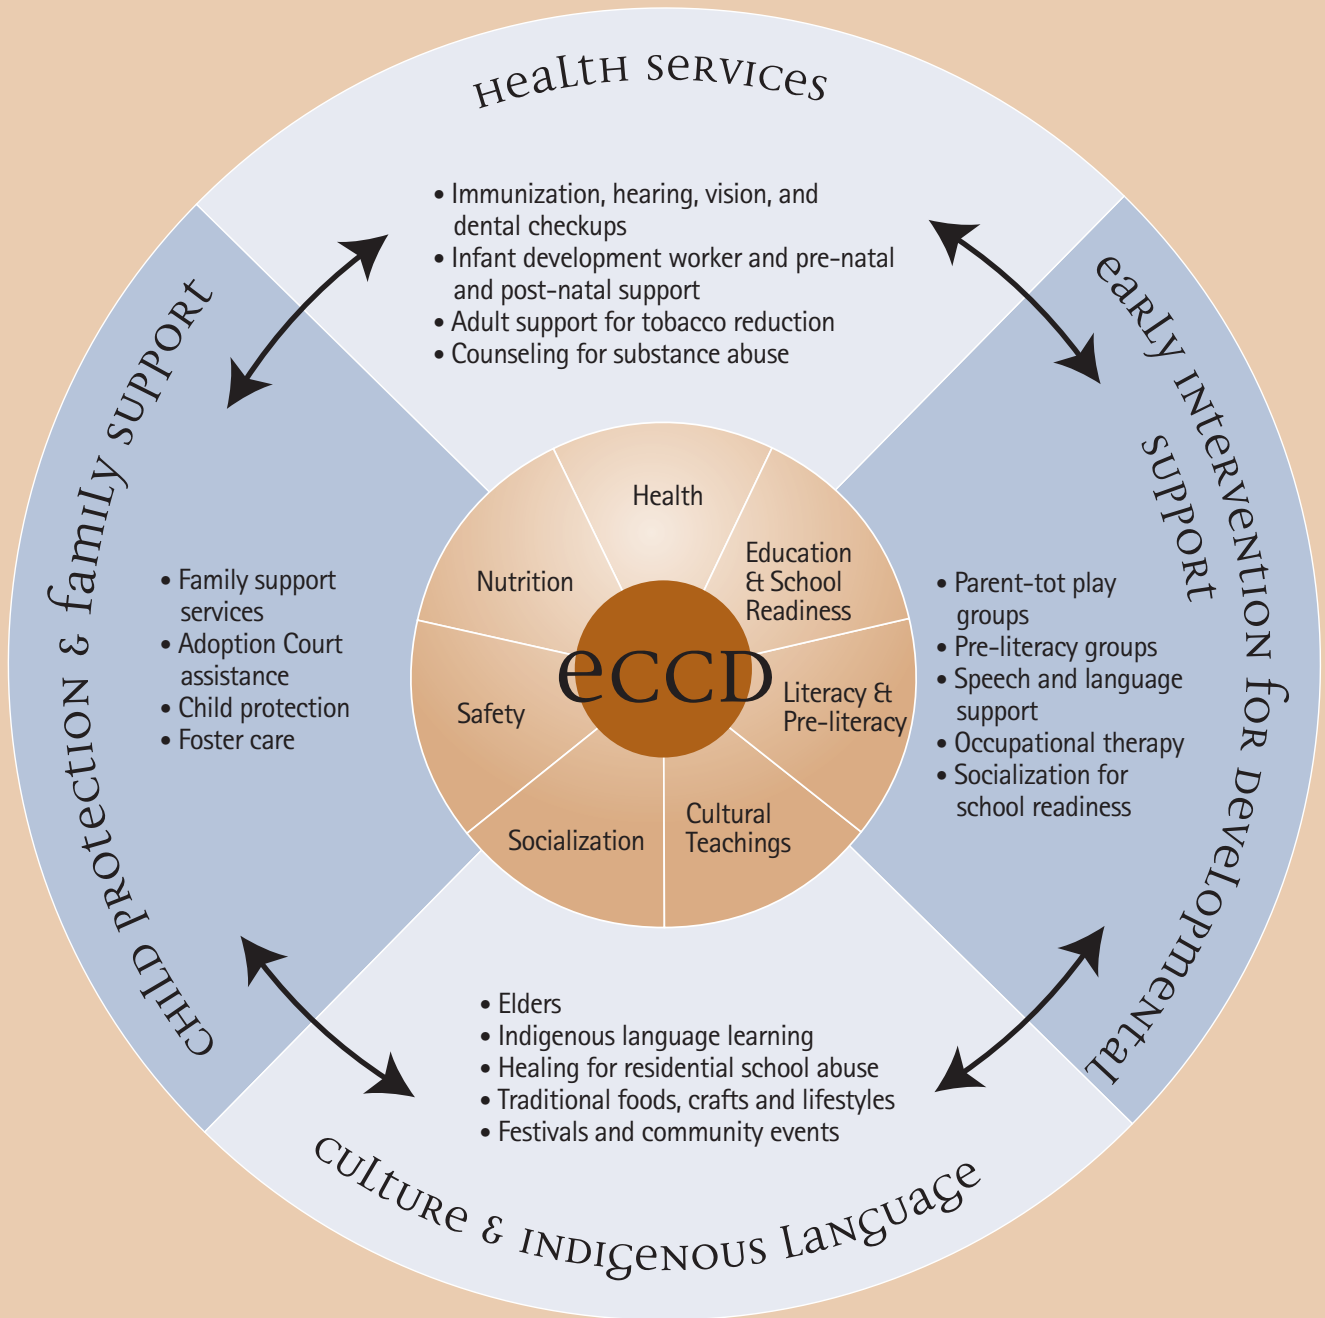 Health Services
• Immunization, hearing, vision, and
dental checkups
• Infant development worker and pre-natal
and post-natal support
• Adult support for tobacco reduction
• Counseling for substance abuse
Child Protection & Family Support
• Family support
services
• Adoption Court
assistance
• Child protection
• Foster care
Health
Nutrition
Education
& School
Readiness
ECCD
Safety
Literacy &
Pre-literacy
Socialization
Cultural
Teachings
Early Intervention for Developmental
Support
• Parent-tot play
groups
• Pre-literacy groups
• Speech and language
support
• Occupational therapy
• Socialization for
school readiness
• Elders
• Indigenous language learning
• Healing for residential school abuse
• Traditional foods, crafts and lifestyles
• Festivals and community events
Culture & Indigenous Language